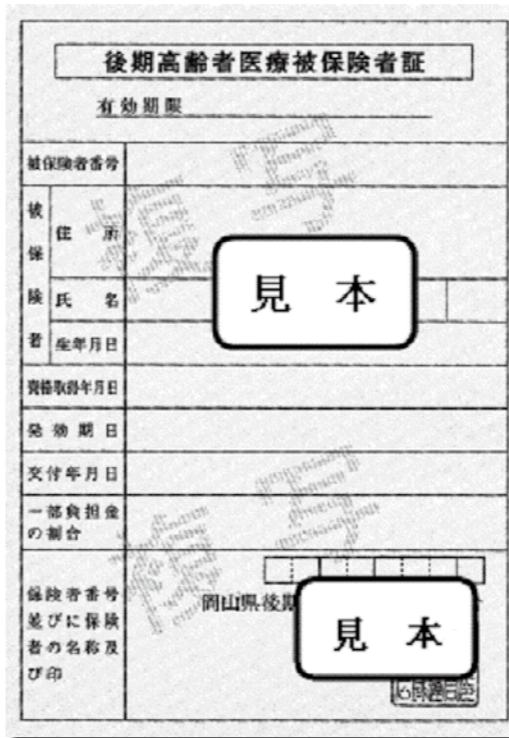 後期高齢者医療被保険者証
有効期限
被保険者番号
被保険者
住所
氏名
生年月日
資格取得年月日
発効期日
交付年月日
一部負担金
の割合
保険者番号
並びに保険
者の名称及
び印
岡山県後期
複写
見本
複写
見本